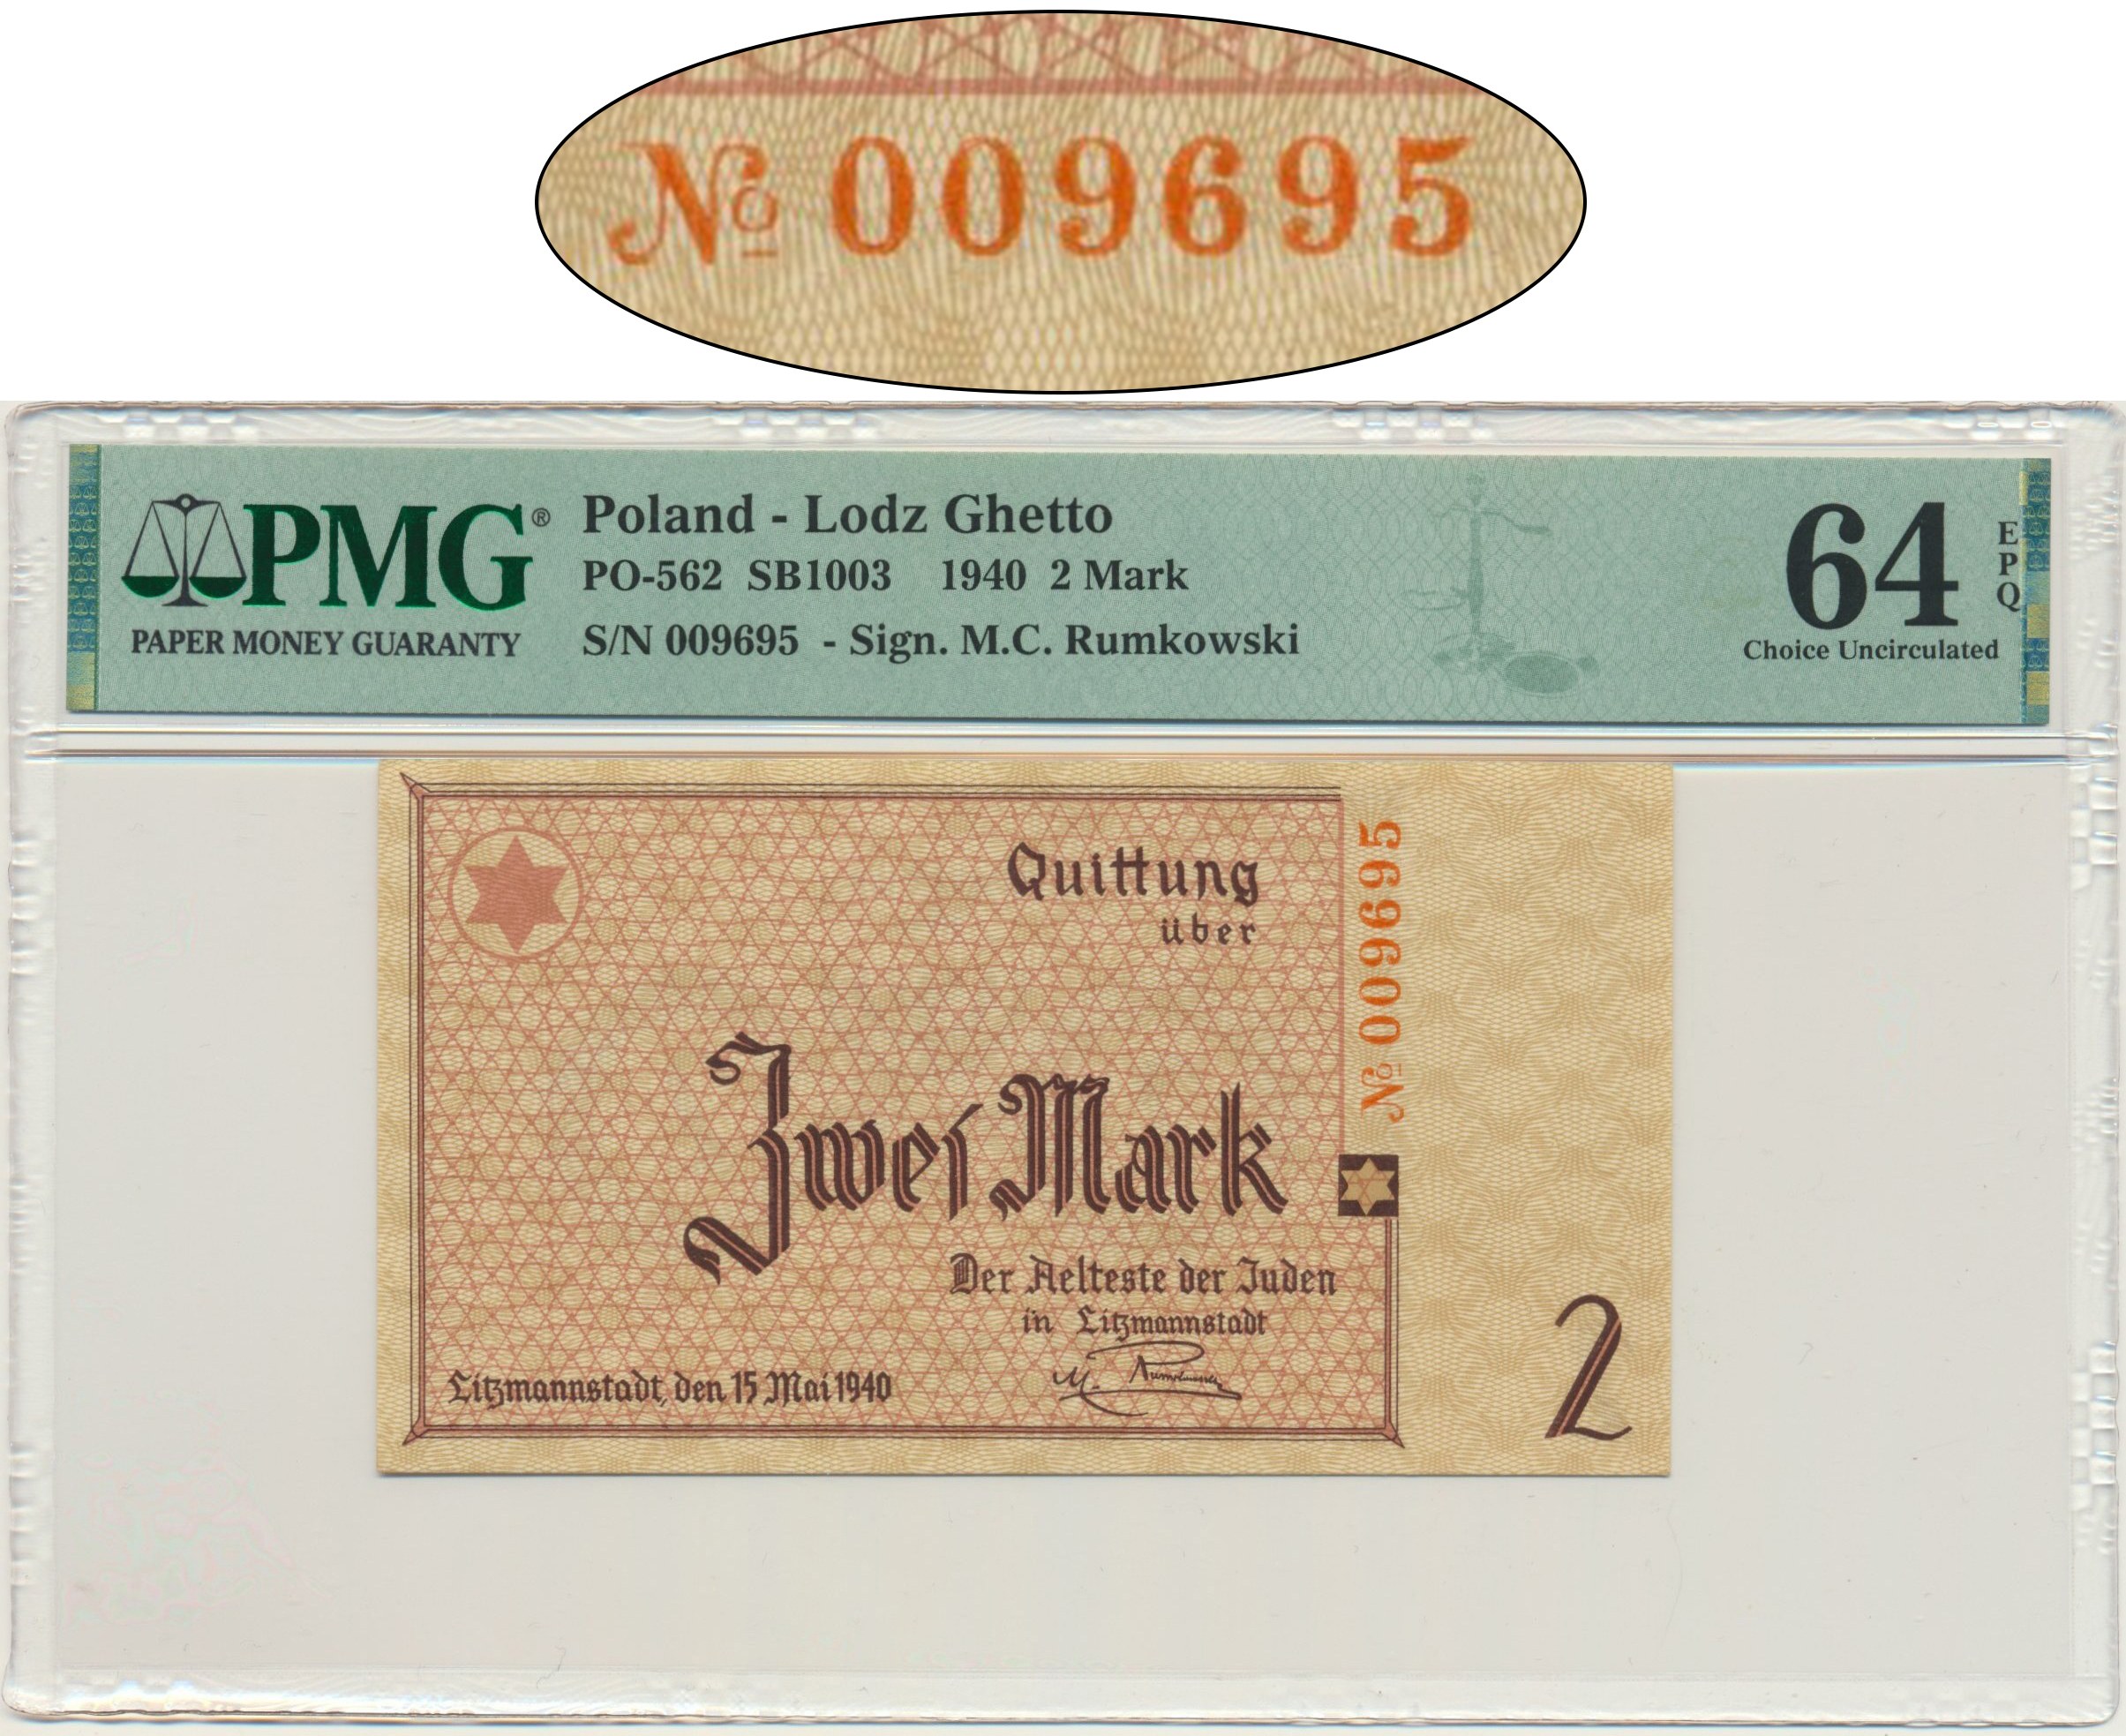 № 009695
PMG®
PAPER MONEY GUARANTY
Poland - Lodz Ghetto
PO-562 SB1003 1940 2 Mark
S/N 009695 - Sign. M.C. Rumkowski
64
EPQ
Choice Uncirculated
Quittung
über
№ 009695
Zwei Mark
Der Aelteste der Juden
in Litzmannstadt
M. Rumkowski
Litzmannstadt, den 15 Mai 1940
2